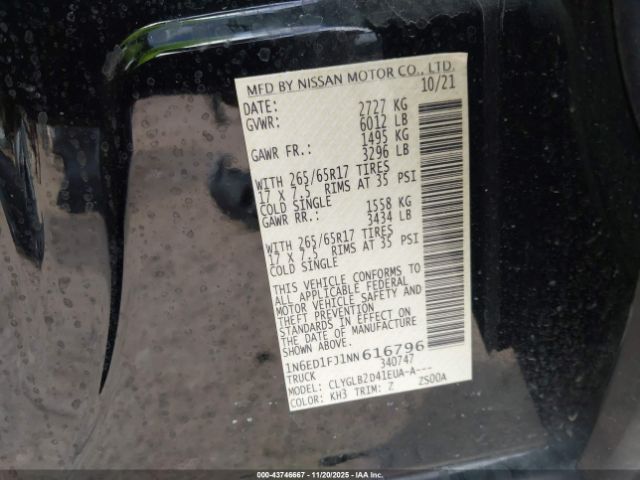 MFD BY NISSAN MOTOR CO., LTD.
DATE: 10/21
GVWR: 2727 KG
6012 LB
GAWR FR.: 1495 KG
3296 LB
WITH 265/65R17 TIRES
17 X 7.5 RIMS AT 35 PSI
COLD SINGLE
GAWR RR.: 1558 KG
3434 LB
WITH 265/65R17 TIRES
17 X 7.5 RIMS AT 35 PSI
COLD SINGLE
THIS VEHICLE CONFORMS TO
ALL APPLICABLE FEDERAL
MOTOR VEHICLE SAFETY AND
THEFT PREVENTION
STANDARDS IN EFFECT ON
THE DATE OF MANUFACTURE
SHOWN ABOVE.
1N6ED1FJ1NN616796
TRUCK 340747
MODEL: CLYGLB2D41EUA-A---
COLOR: KH3 TRIM: Z ZS00A
000-43746667 - 11/20/2025 - IAAI, Inc.